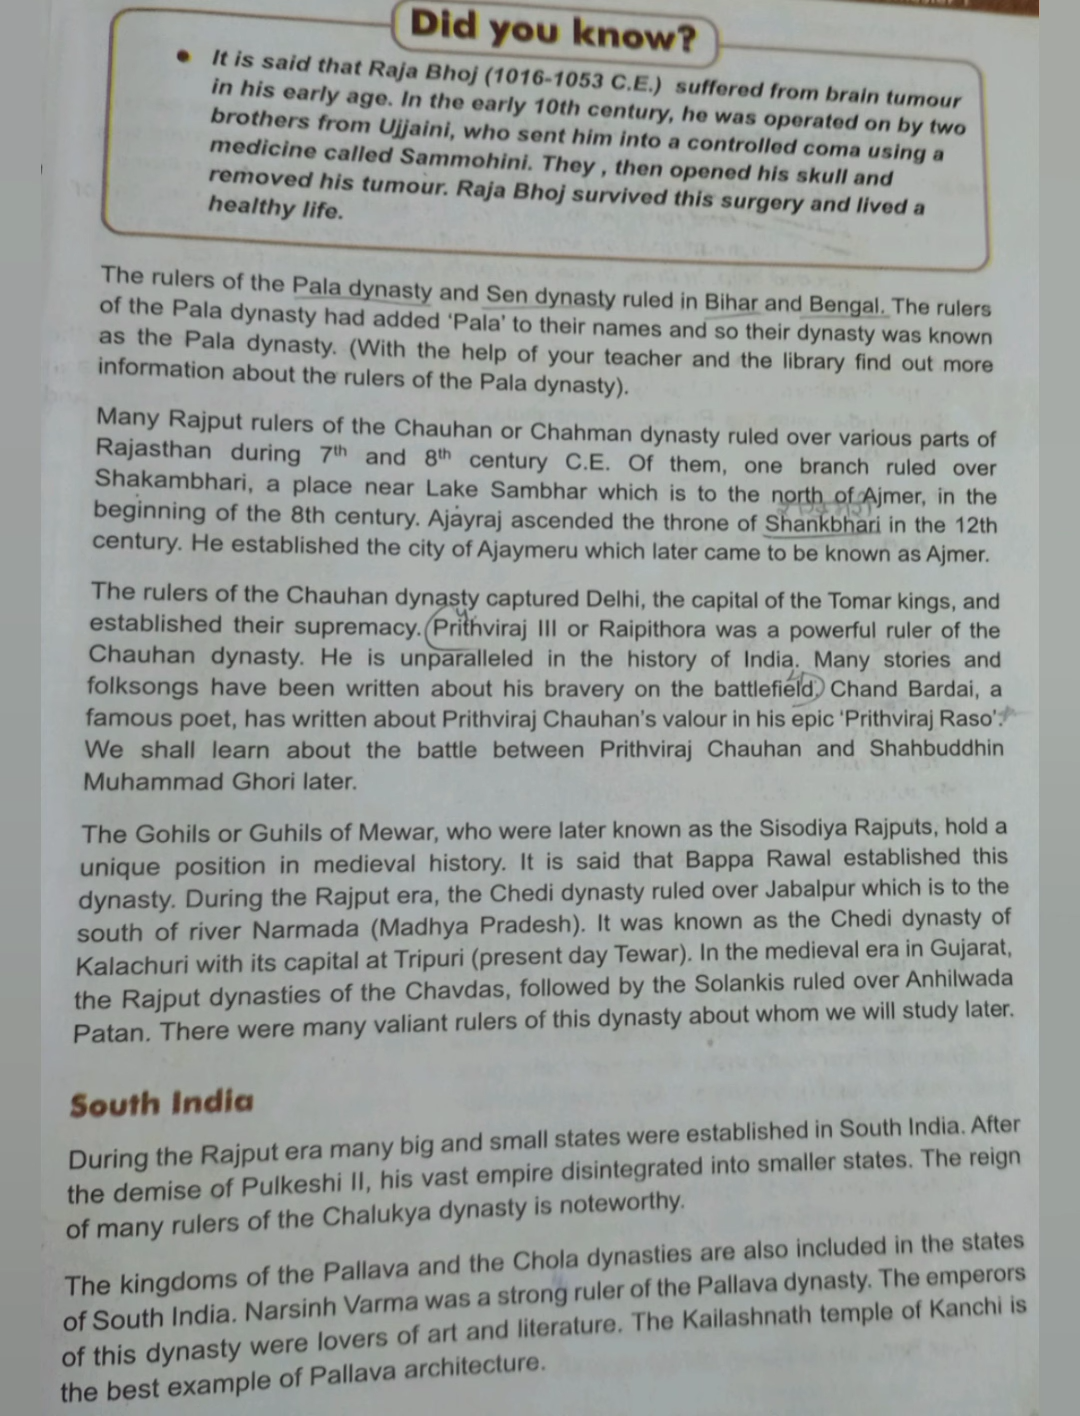 Did you know?
• It is said that Raja Bhoj (1016-1053 C.E.) suffered from brain tumour
in his early age. In the early 10th century, he was operated on by two
brothers from Ujjaini, who sent him into a controlled coma using a
medicine called Sammohini. They , then opened his skull and
removed his tumour. Raja Bhoj survived this surgery and lived a
healthy life.
The rulers of the Pala dynasty and Sen dynasty ruled in Bihar and Bengal. The rulers
of the Pala dynasty had added ‘Pala’ to their names and so their dynasty was known
as the Pala dynasty. (With the help of your teacher and the library find out more
information about the rulers of the Pala dynasty).
Many Rajput rulers of the Chauhan or Chahman dynasty ruled over various parts of
Rajasthan during 7th and 8th century C.E. Of them, one branch ruled over
Shakambhari, a place near Lake Sambhar which is to the north of Ajmer, in the
beginning of the 8th century. Ajayraj ascended the throne of Shankbhari in the 12th
century. He established the city of Ajaymeru which later came to be known as Ajmer.
The rulers of the Chauhan dynasty captured Delhi, the capital of the Tomar kings, and
established their supremacy. Prithviraj III or Raipithora was a powerful ruler of the
Chauhan dynasty. He is unparalleled in the history of India. Many stories and
folksongs have been written about his bravery on the battlefield. Chand Bardai, a
famous poet, has written about Prithviraj Chauhan’s valour in his epic ‘Prithviraj Raso’.
We shall learn about the battle between Prithviraj Chauhan and Shahbuddhin
Muhammad Ghori later.
The Gohils or Guhils of Mewar, who were later known as the Sisodiya Rajputs, hold a
unique position in medieval history. It is said that Bappa Rawal established this
dynasty. During the Rajput era, the Chedi dynasty ruled over Jabalpur which is to the
south of river Narmada (Madhya Pradesh). It was known as the Chedi dynasty of
Kalachuri with its capital at Tripuri (present day Tewar). In the medieval era in Gujarat,
the Rajput dynasties of the Chavdas, followed by the Solankis ruled over Anhilwada
Patan. There were many valiant rulers of this dynasty about whom we will study later.
South India
During the Rajput era many big and small states were established in South India. After
the demise of Pulkeshi II, his vast empire disintegrated into smaller states. The reign
of many rulers of the Chalukya dynasty is noteworthy.
The kingdoms of the Pallava and the Chola dynasties are also included in the states
of South India. Narsinh Varma was a strong ruler of the Pallava dynasty. The emperors
of this dynasty were lovers of art and literature. The Kailashnath temple of Kanchi is
the best example of Pallava architecture.